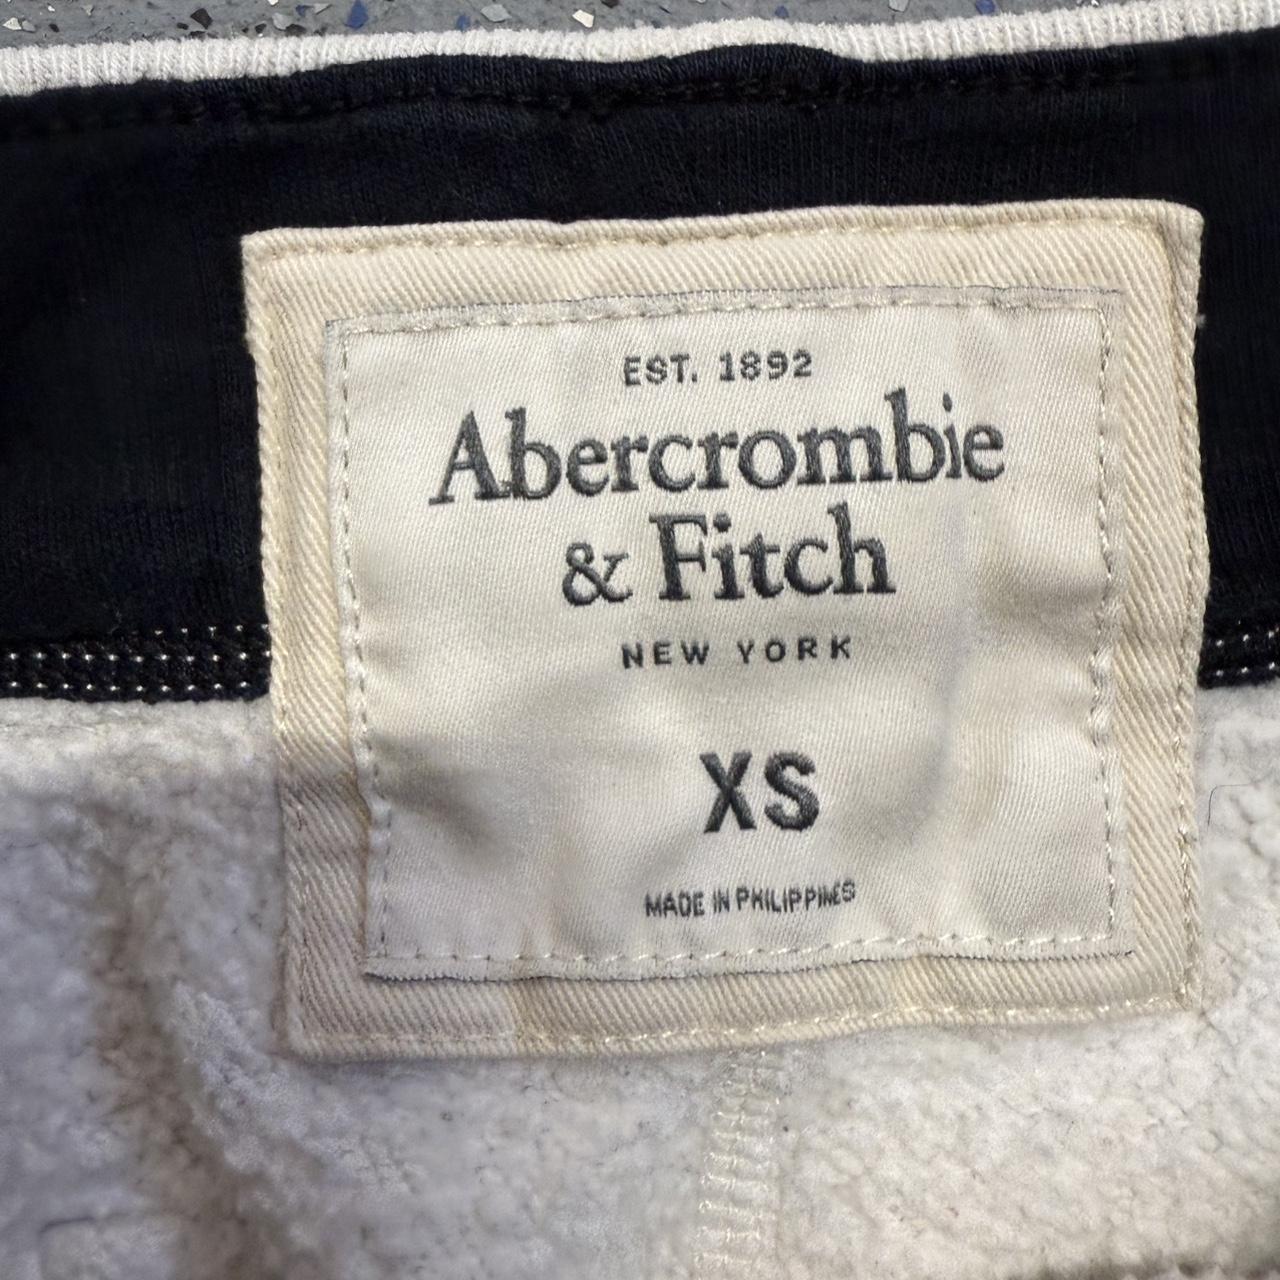 EST. 1892
Abercrombie
& Fitch
NEW YORK
XS
MADE IN PHILIPPINES